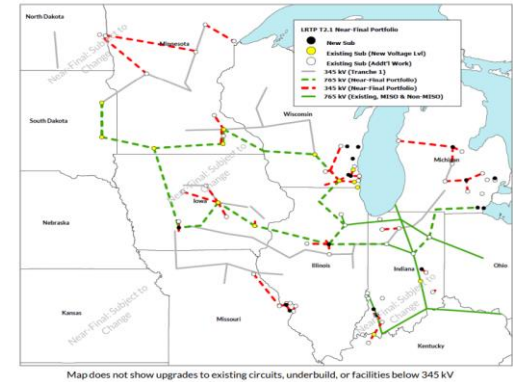 North Dakota
Minnesota
Near-Final: Subject to
Change
LRTP T2.1 Near-Final Portfolio
New Sub
Existing Sub (New Voltage Lvl)
Existing Sub (Addt'l Work)
345 kV (Tranche 1)
765 kV (Near-Final Portfolio)
345 kV (Near-Final Portfolio)
765 kV (Existing, MISO & Non-MISO)
South Dakota
Wisconsin
Michigan
Near-Final: Subject to
Change
Iowa
Nebraska
Illinois
Indiana
Ohio
Near-Final: Subject to
Change
Kansas
Missouri
Near-Final: Subject to
Change
Kentucky
Map does not show upgrades to existing circuits, underbuild, or facilities below 345 kV